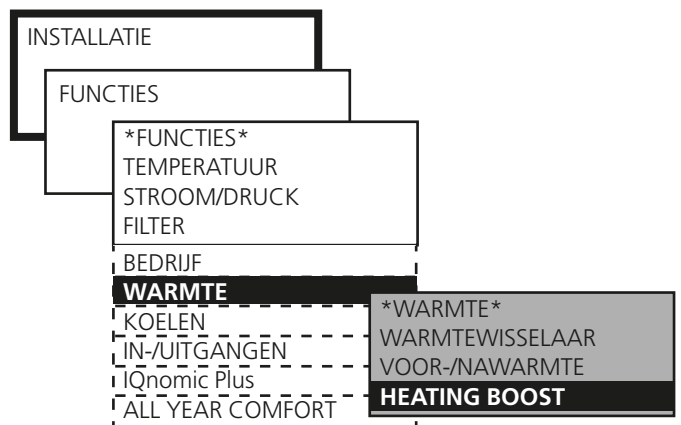 INSTALLATIE
FUNCTIES
*FUNCTIES*
TEMPERATUUR
STROOM/DRUCK
FILTER
BEDRIJF
WARMTE
KOELEN
IN-/UITGANGEN
IQnomic Plus
ALL YEAR COMFORT
*WARMTE*
WARMTEWISSELAAR
VOOR-/NAWARMTE
HEATING BOOST